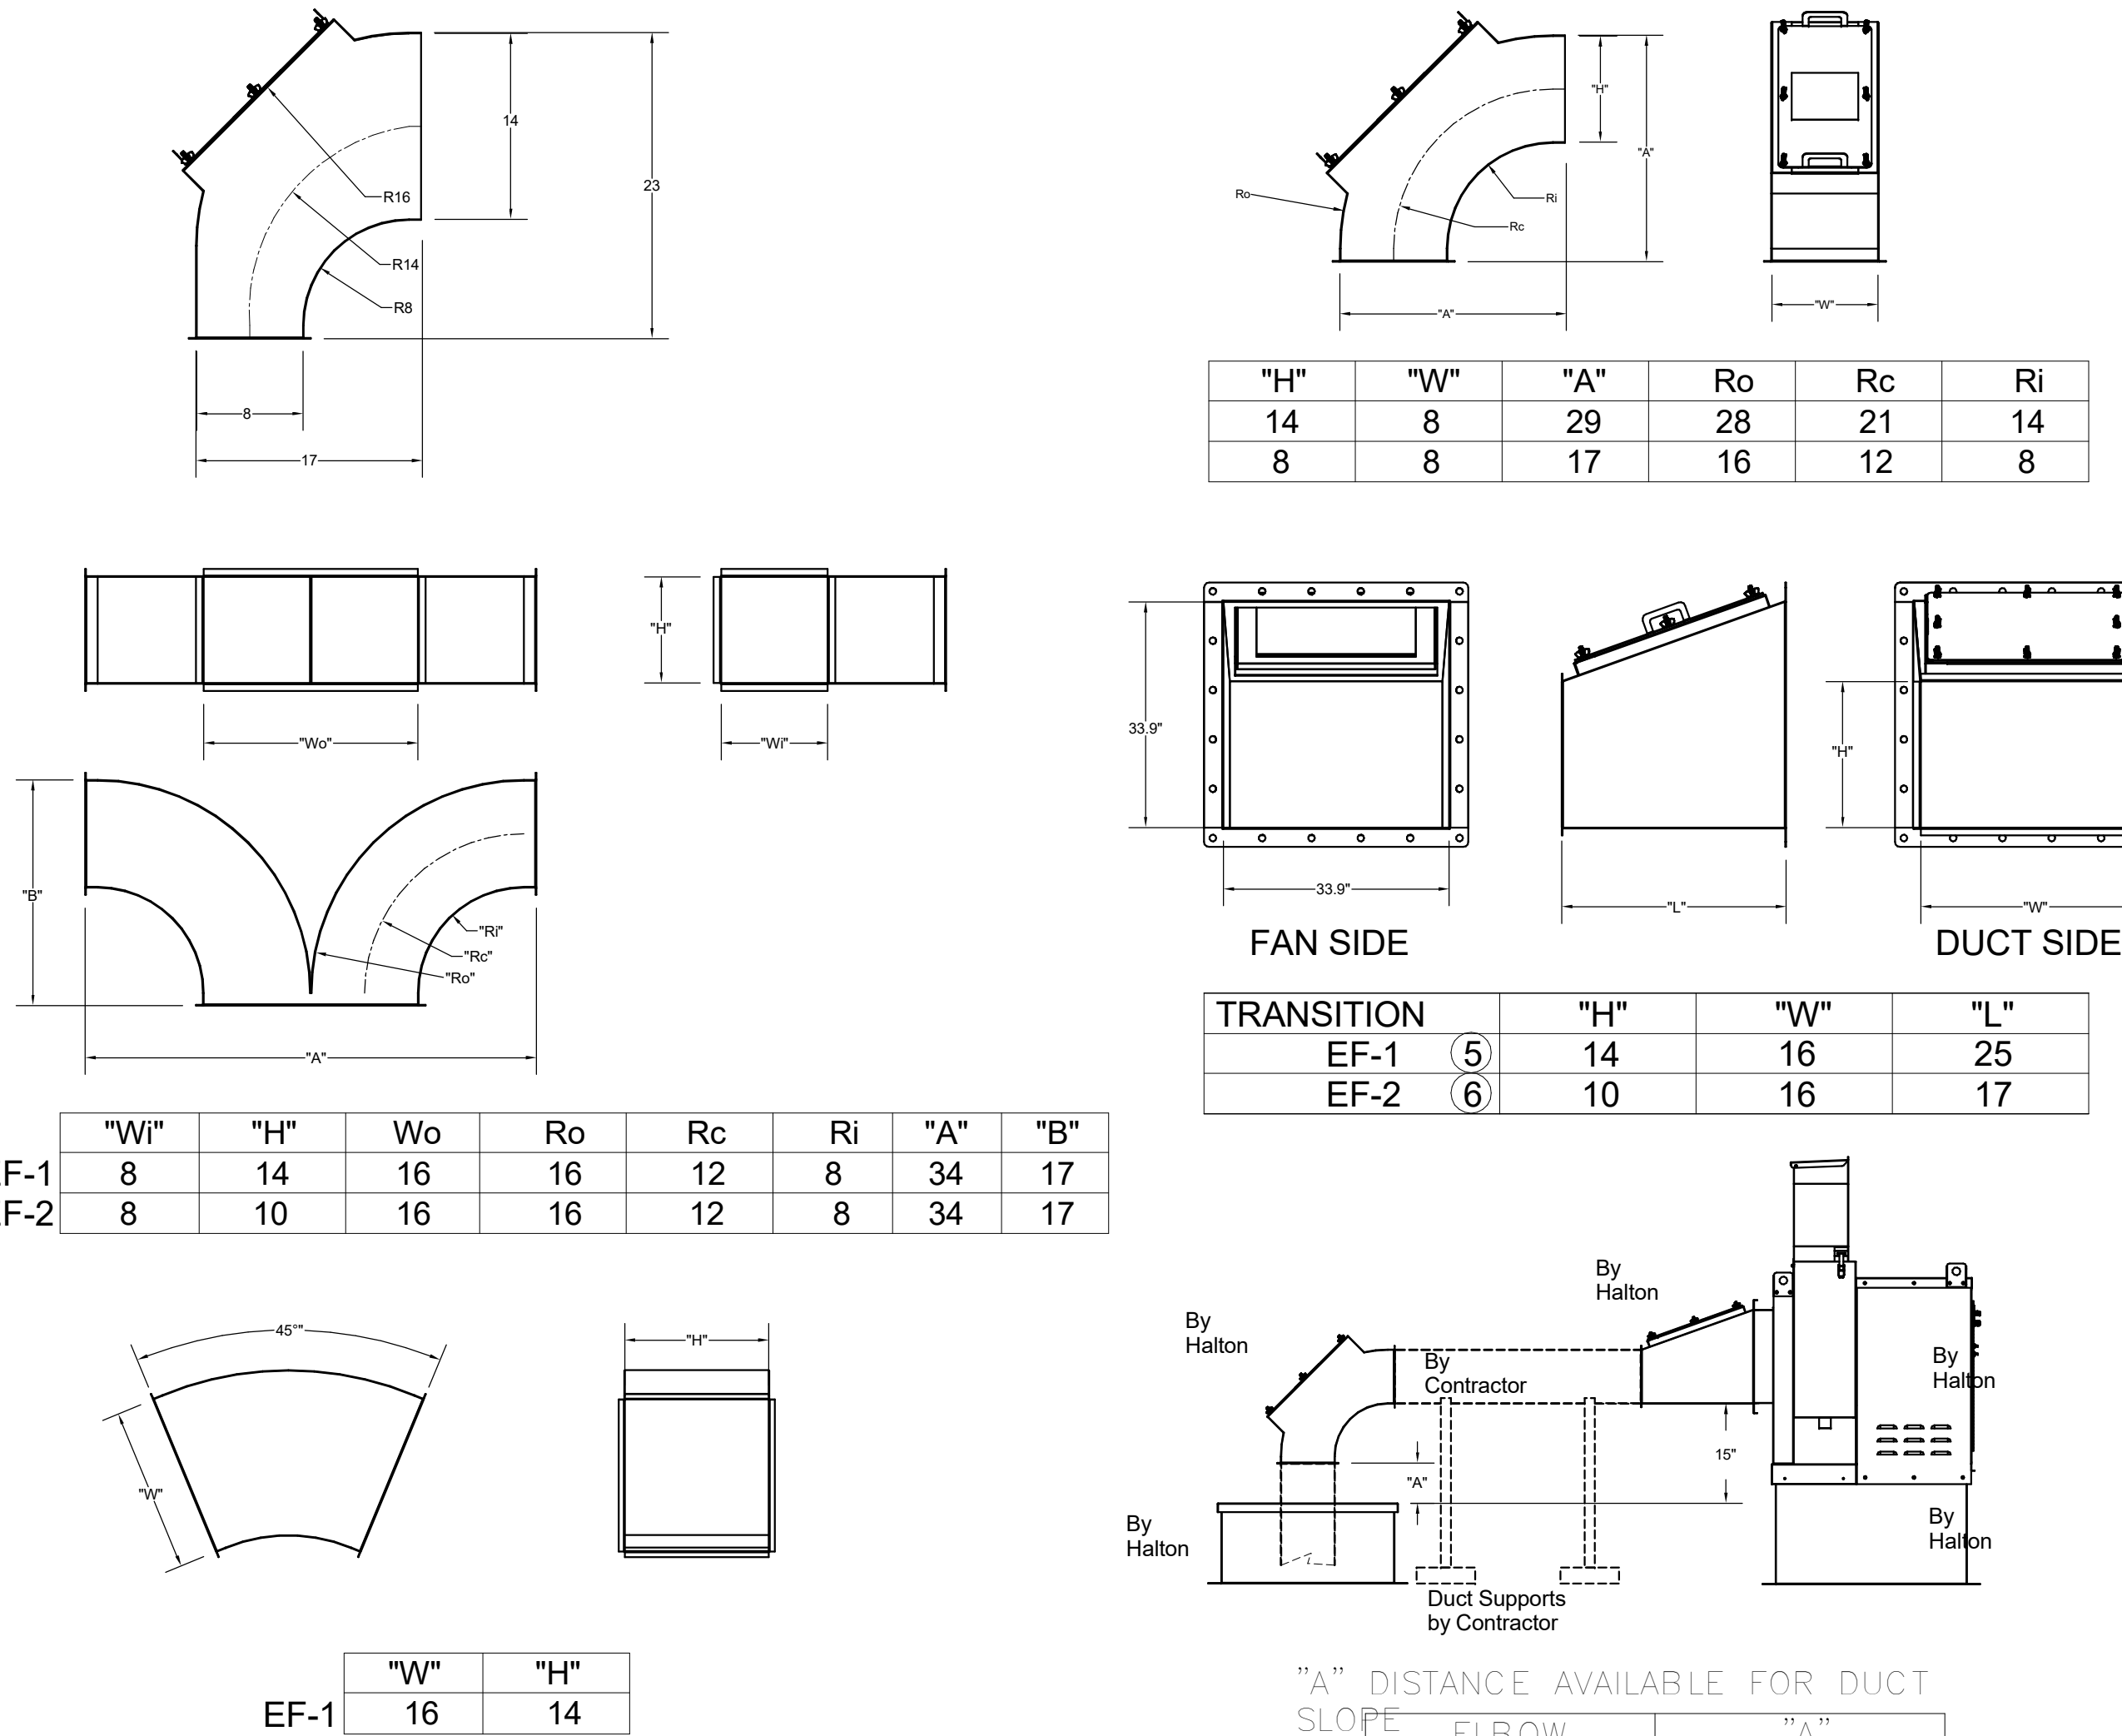 14
23
R16
R14
R8
8
17
"H"
"A"
Ro
Ri
Rc
"A"
"W"
"H" "W" "A" Ro Rc Ri
14 8 29 28 21 14
8 8 17 16 12 8
"H"
"Wo"
"Wi"
"B"
"Ri"
"Rc"
"Ro"
"A"
"Wi" "H" Wo Ro Rc Ri "A" "B"
F-1 8 14 16 16 12 8 34 17
F-2 8 10 16 16 12 8 34 17
33.9"
33.9"
"L"
"H"
"W"
FAN SIDE
DUCT SIDE
TRANSITION "H" "W" "L"
EF-1 5 14 16 25
EF-2 6 10 16 17
45°"
"W"
"H"
"W" "H"
EF-1 16 14
By
Halton
By
Halton
By
Contractor
By
Halton
15"
"A"
By
Halton
By
Halton
Duct Supports
by Contractor
"A" DISTANCE AVAILABLE FOR DUCT
SLOPE
ELBOW "A"